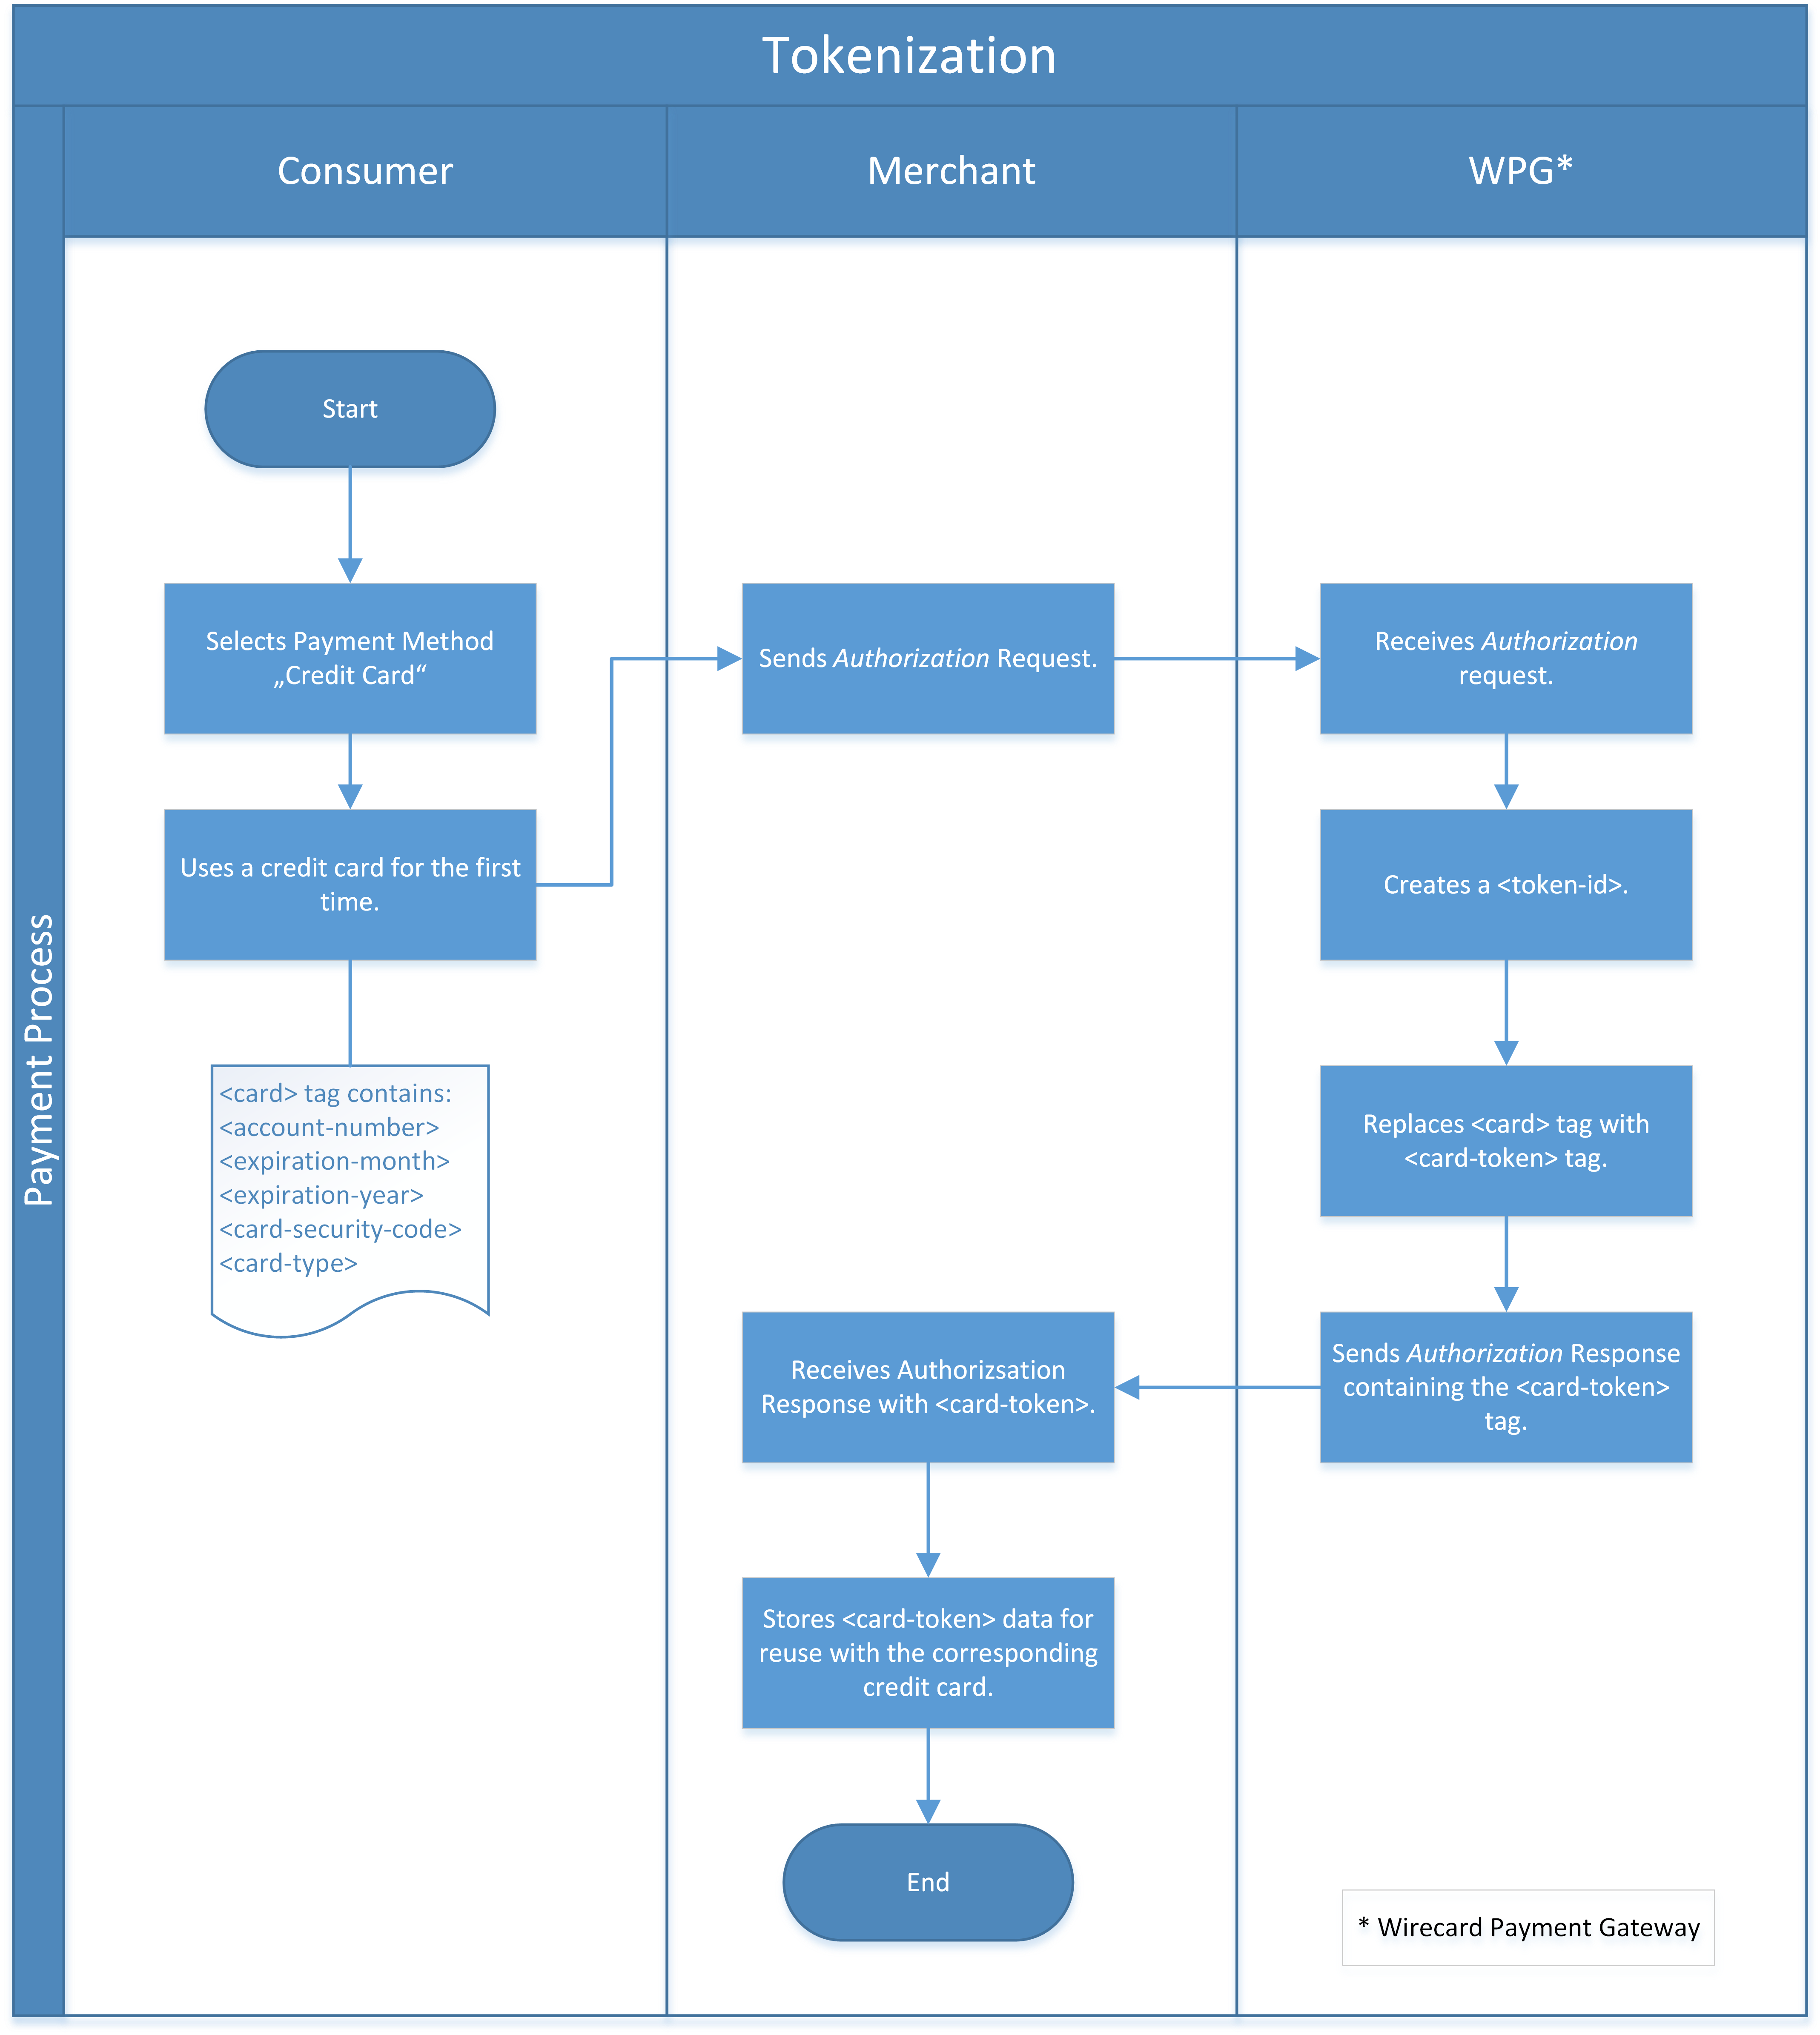 Tokenization
Consumer
Merchant
WPG*
Payment Process
Start
Selects Payment Method
„Credit Card“
Uses a credit card for the first
time.
<card> tag contains:
<account-number>
<expiration-month>
<expiration-year>
<card-security-code>
<card-type>
Sends Authorization Request.
Receives Authorization
request.
Creates a <token-id>.
Replaces <card> tag with
<card-token> tag.
Sends Authorization Response
containing the <card-token>
tag.
Receives Authorizsation
Response with <card-token>.
Stores <card-token> data for
reuse with the corresponding
credit card.
End
* Wirecard Payment Gateway